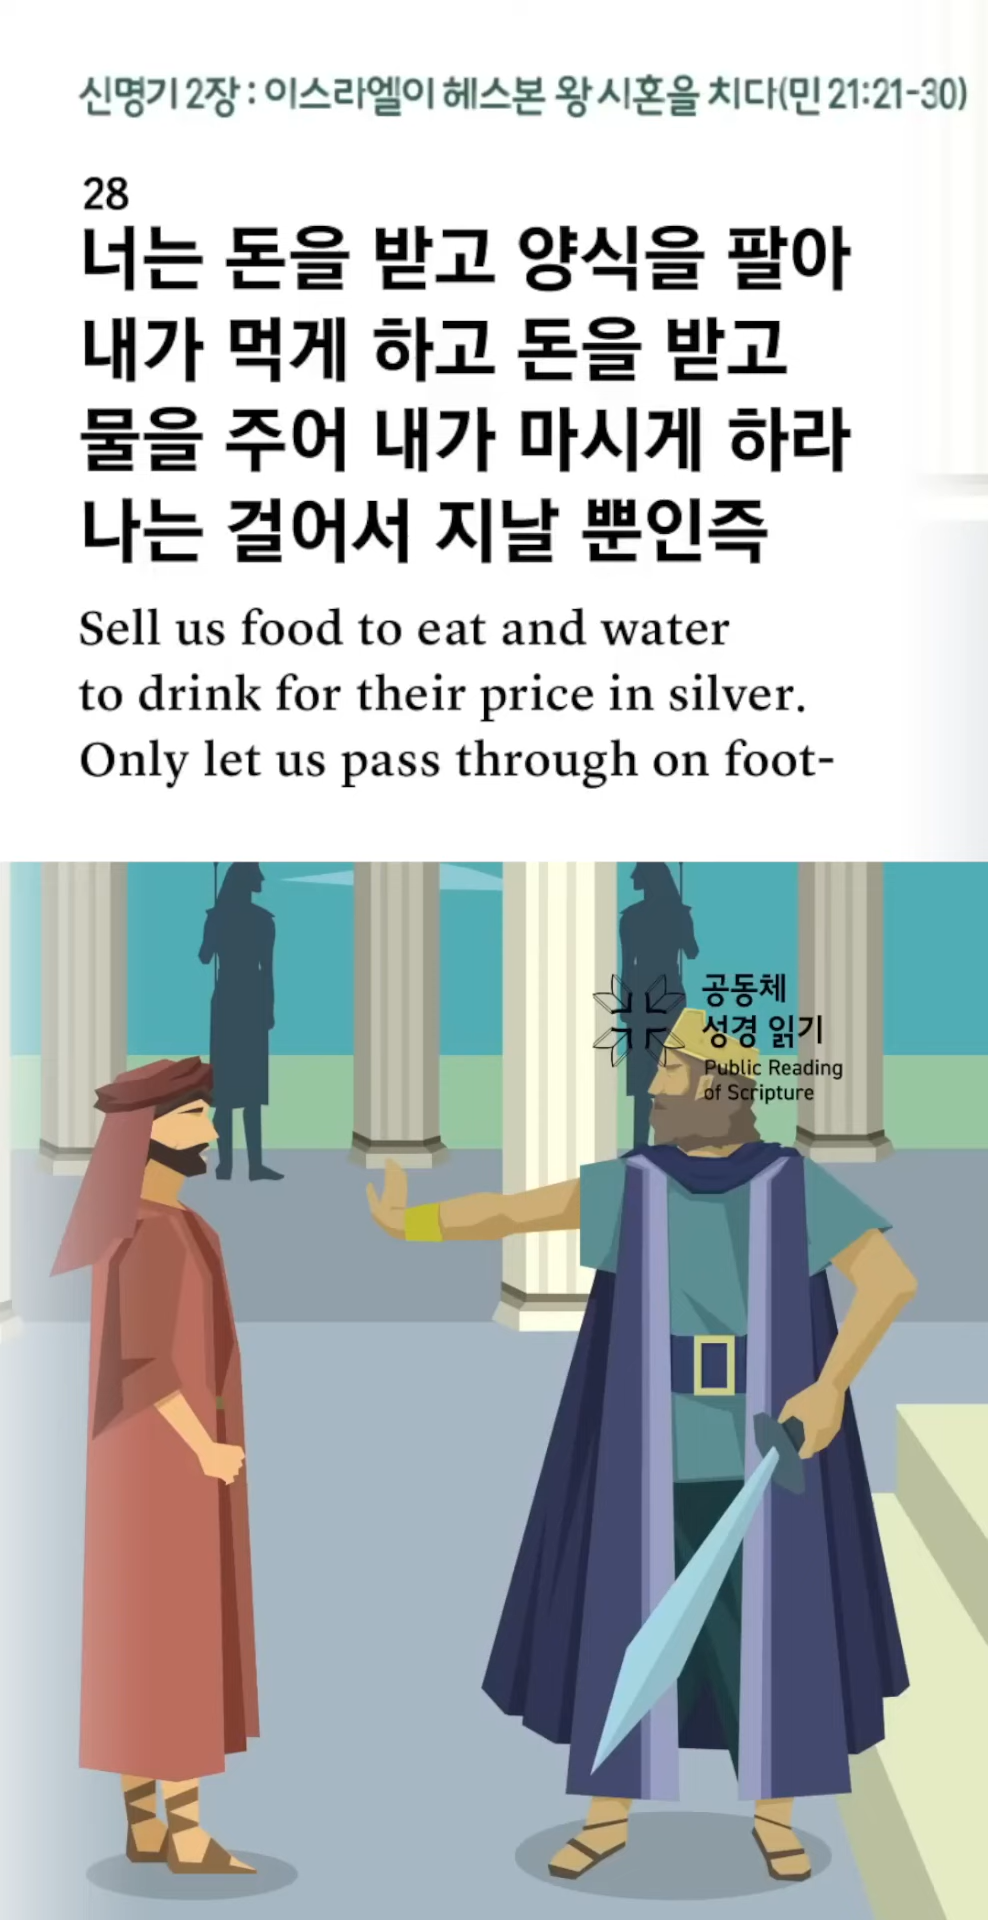 신명기 2장 : 이스라엘이 헤스본 왕 시혼을 치다(민 21:21-30)
28
너는 돈을 받고 양식을 팔아
내가 먹게 하고 돈을 받고
물을 주어 내가 마시게 하라
나는 걸어서 지날 뿐인즉
Sell us food to eat and water
to drink for their price in silver.
Only let us pass through on foot-
공동체
성경 읽기
Public Reading
of Scripture